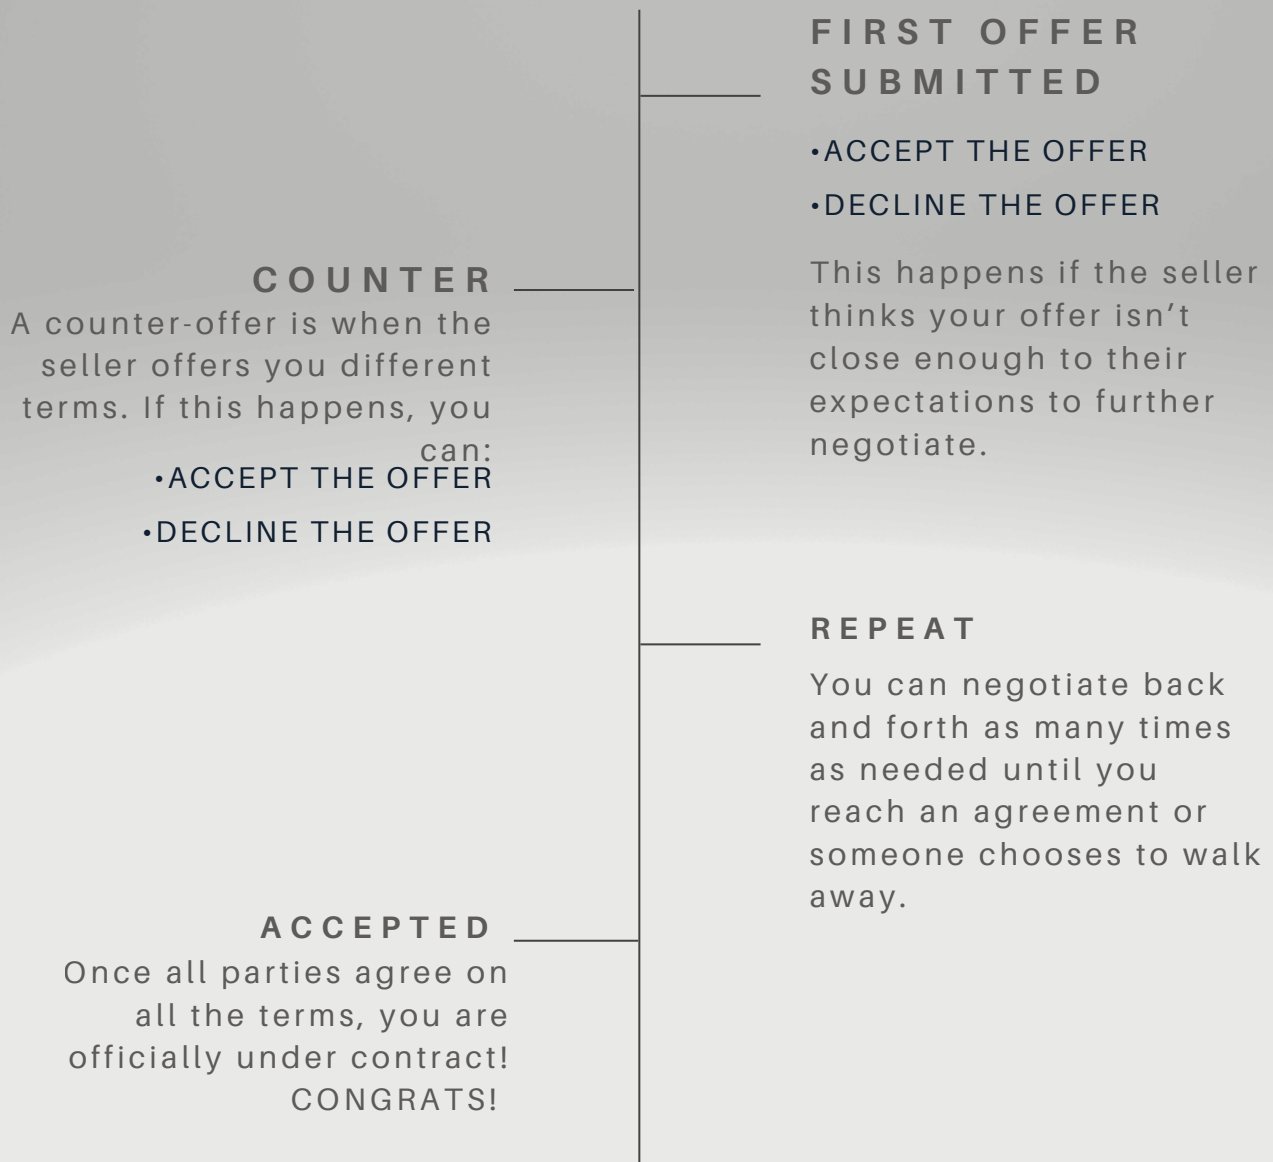 FIRST OFFER
SUBMITTED
•ACCEPT THE OFFER
•DECLINE THE OFFER
This happens if the seller
thinks your offer isn’t
close enough to their
expectations to further
negotiate.
COUNTER
A counter-offer is when the
seller offers you different
terms. If this happens, you
can:
•ACCEPT THE OFFER
•DECLINE THE OFFER
REPEAT
You can negotiate back
and forth as many times
as needed until you
reach an agreement or
someone chooses to walk
away.
ACCEPTED
Once all parties agree on
all the terms, you are
officially under contract!
CONGRATS!